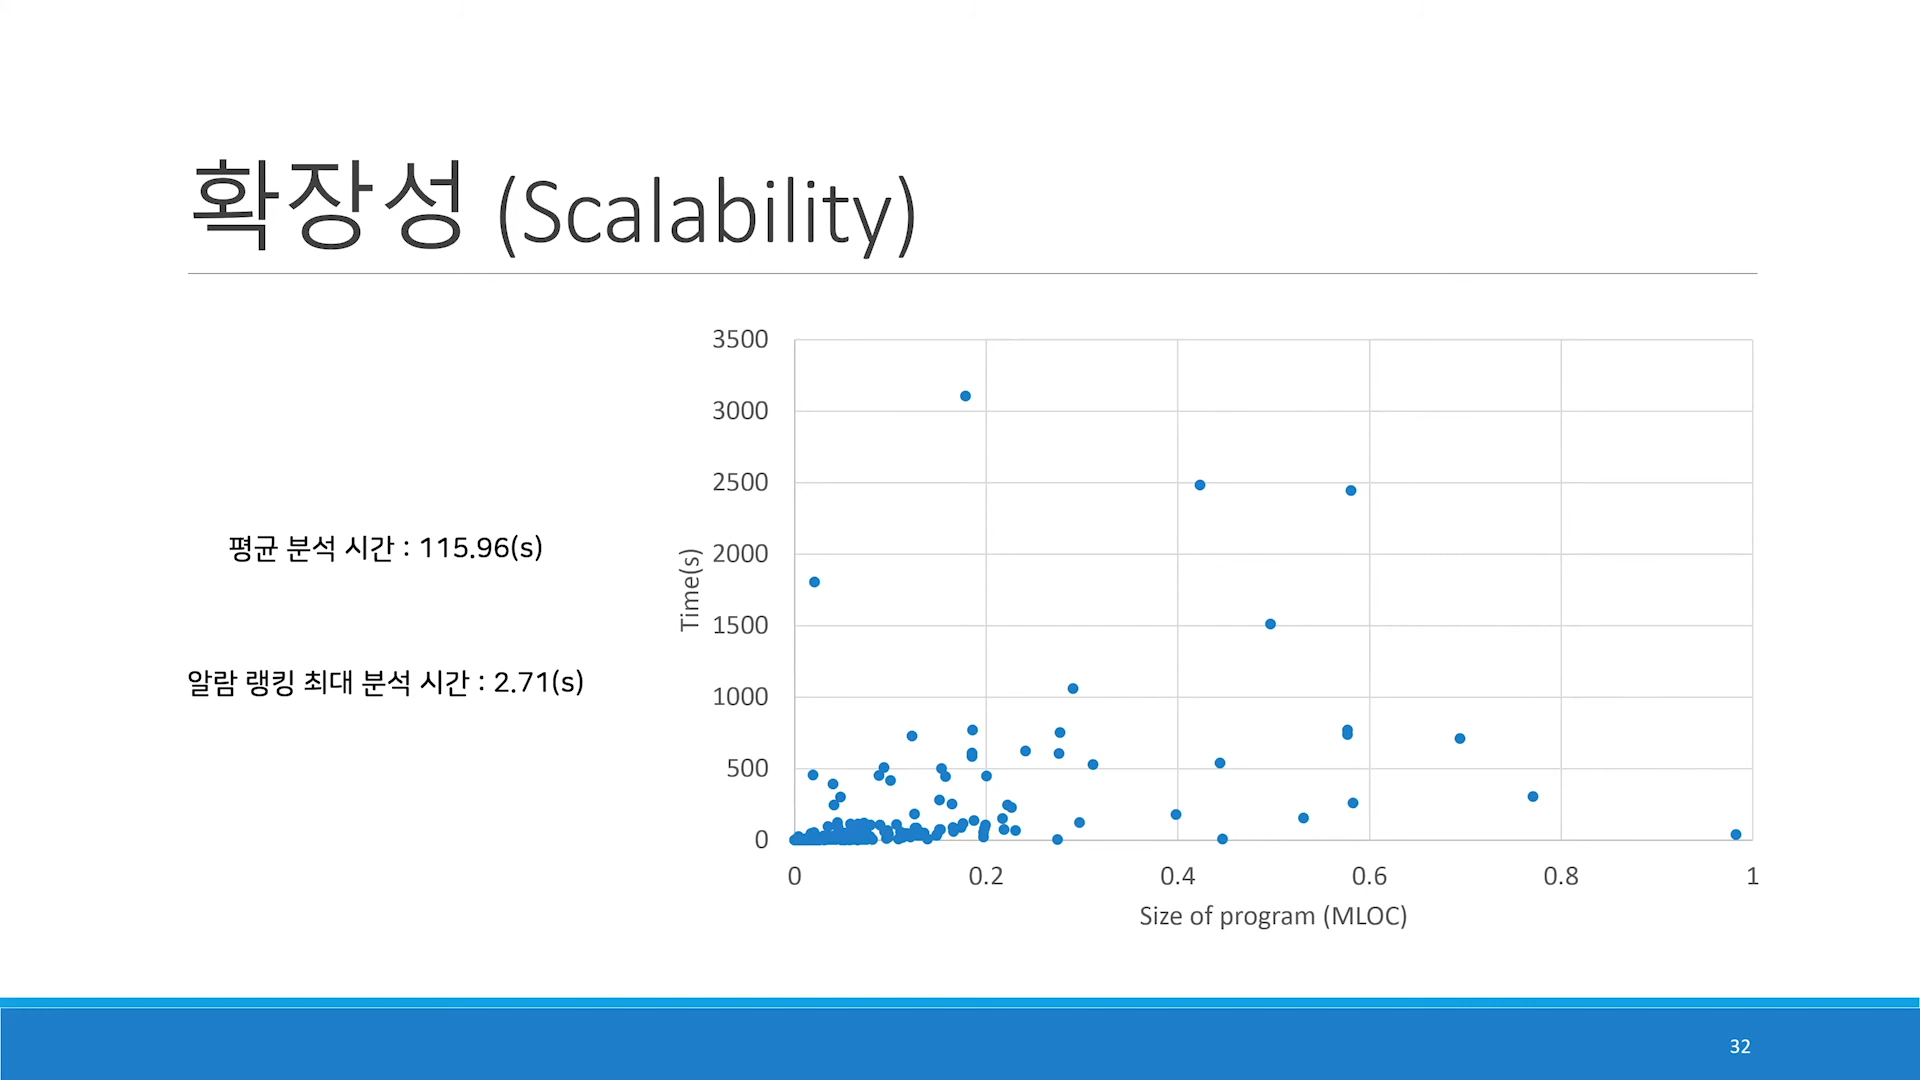 확장성 (Scalability)
평균 분석 시간 : 115.96(s)
알람 랭킹 최대 분석 시간 : 2.71(s)
Time(s)
3500
3000
2500
2000
1500
1000
500
0
0 0.2 0.4 0.6 0.8 1
Size of program (MLOC)
32